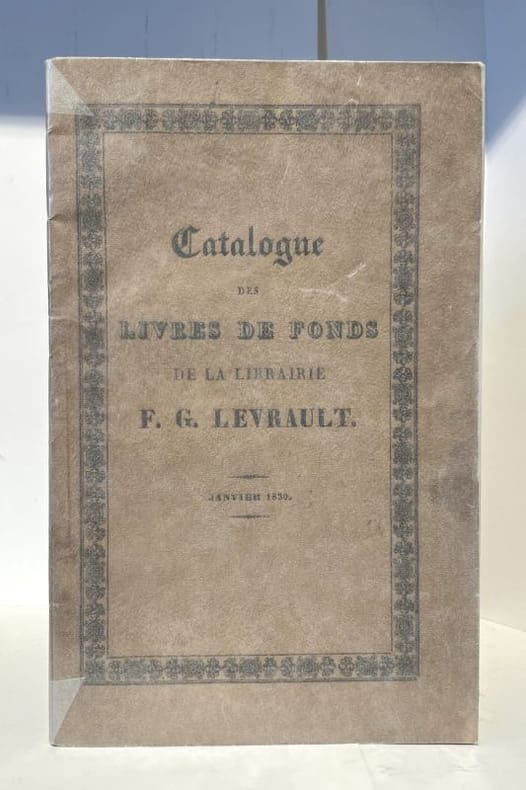 Catalogue
DES
LIVRES DE FONDS
DE LA LIBRAIRIE
F. G. LEVRAULT.
JANVIER 1830.